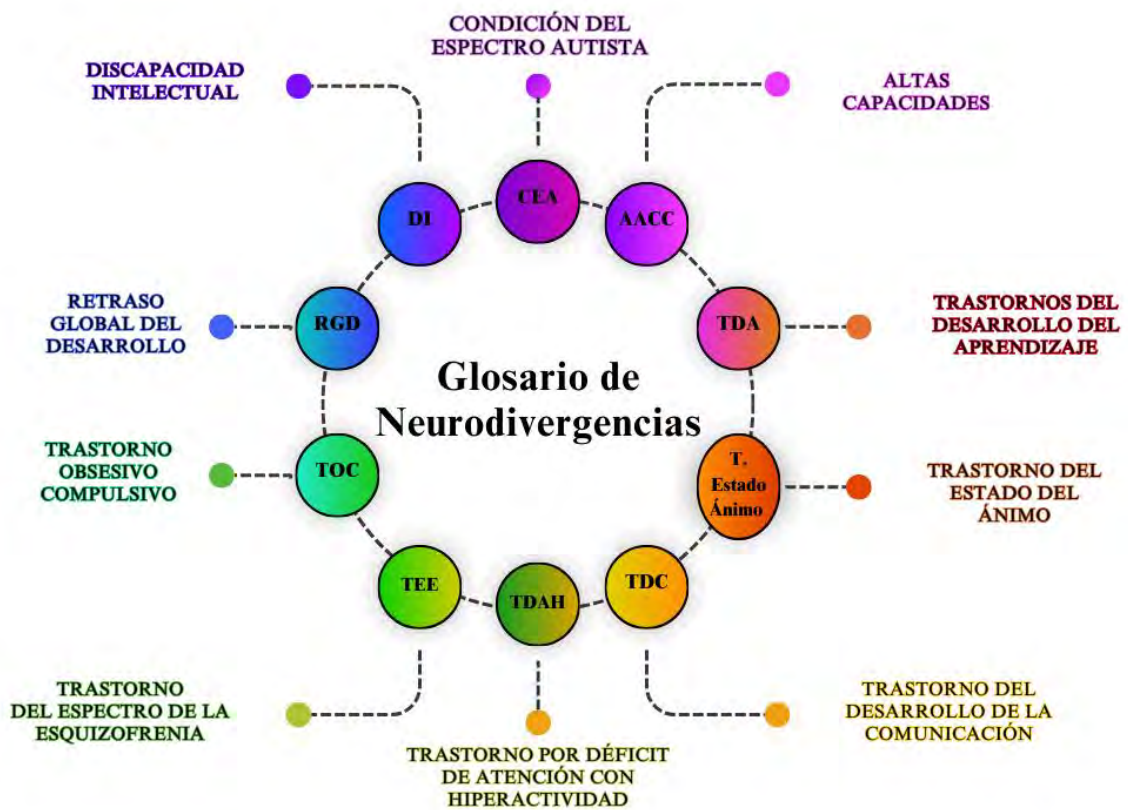 CONDICIÓN DEL
ESPECTRO AUTISTA
DISCAPACIDAD
INTELECTUAL
ALTAS
CAPACIDADES
CEA
DI
AACC
RETRASO
GLOBAL DEL
DESARROLLO
RGD
TDA
TRASTORNOS DEL
DESARROLLO DEL
APRENDIZAJE
Glosario de
Neurodivergencias
TRASTORNO
OBSESIVO
COMPULSIVO
TOC
T.
Estado
Ánimo
TRASTORNO DEL
ESTADO DEL
ÁNIMO
TEE
TDAH
TDC
TRASTORNO
DEL ESPECTRO DE LA
ESQUIZOFRENIA
TRASTORNO POR DÉFICIT
DE ATENCIÓN CON
HIPERACTIVIDAD
TRASTORNO DEL
DESARROLLO DE LA
COMUNICACIÓN